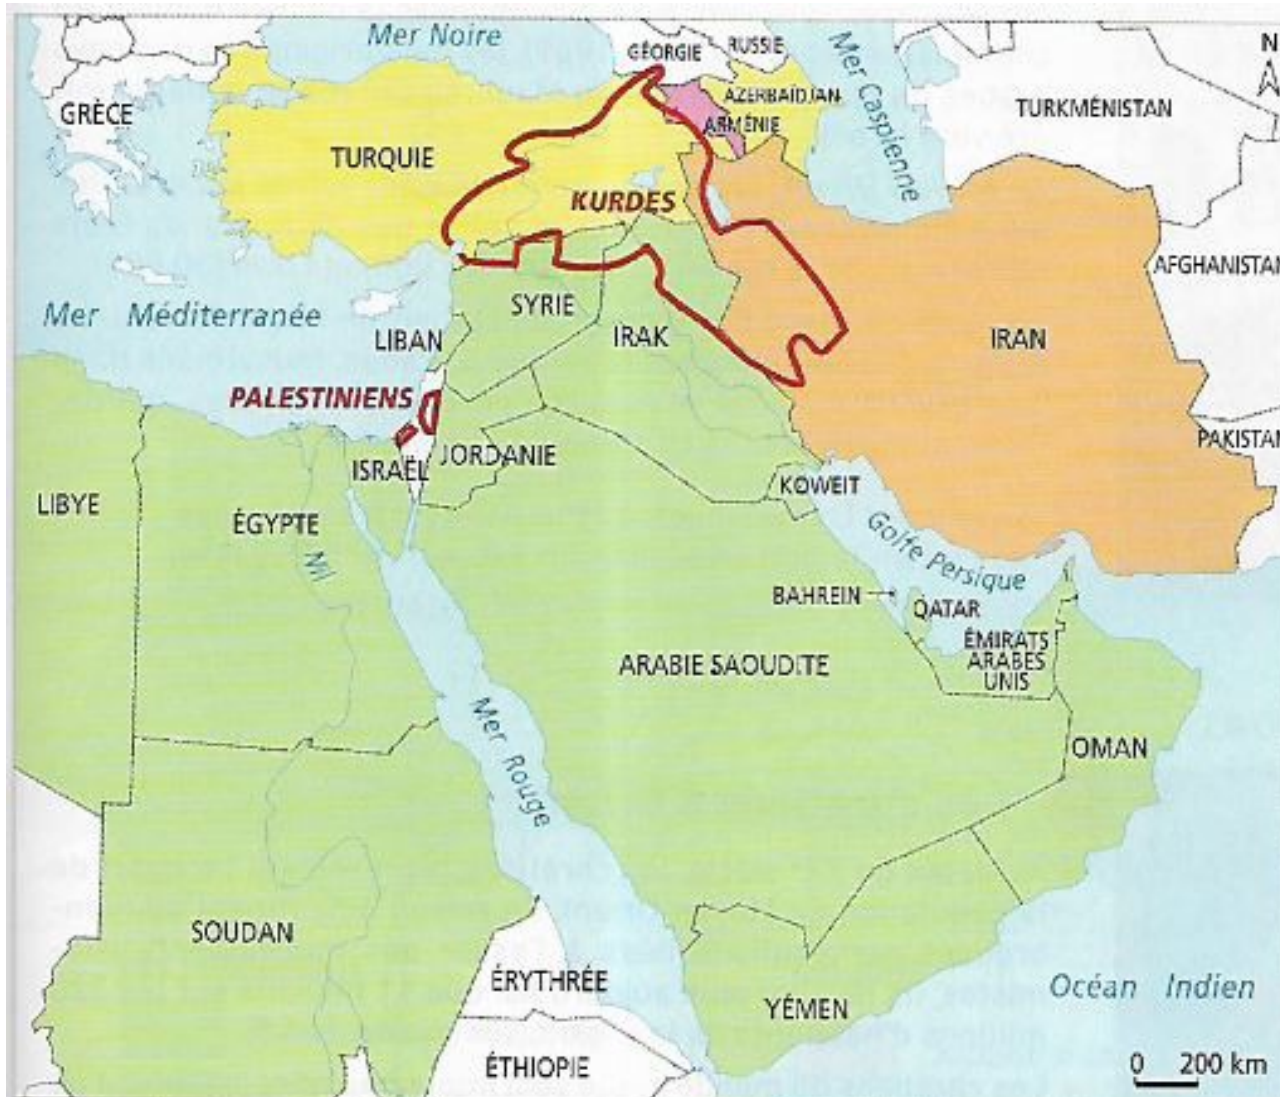 Mer Noire
GÉORGIE
RUSSIE
Mer Caspienne
N
GRÈCE
TURQUIE
AZERBAÏDJAN
ARMÉNIE
TURKMÉNISTAN
KURDES
AFGHANISTAN
Mer Méditerranée
SYRIE
LIBAN
IRAK
IRAN
PALESTINIENS
PAKISTAN
ISRAËL
JORDANIE
LIBYE
ÉGYPTE
KOWEIT
Nil
Golfe Persique
BAHREIN
QATAR
ÉMIRATS
ARABES
UNIS
ARABIE SAOUDITE
Mer Rouge
OMAN
SOUDAN
ÉRYTHRÉE
YÉMEN
Océan Indien
ÉTHIOPIE
0 200 km